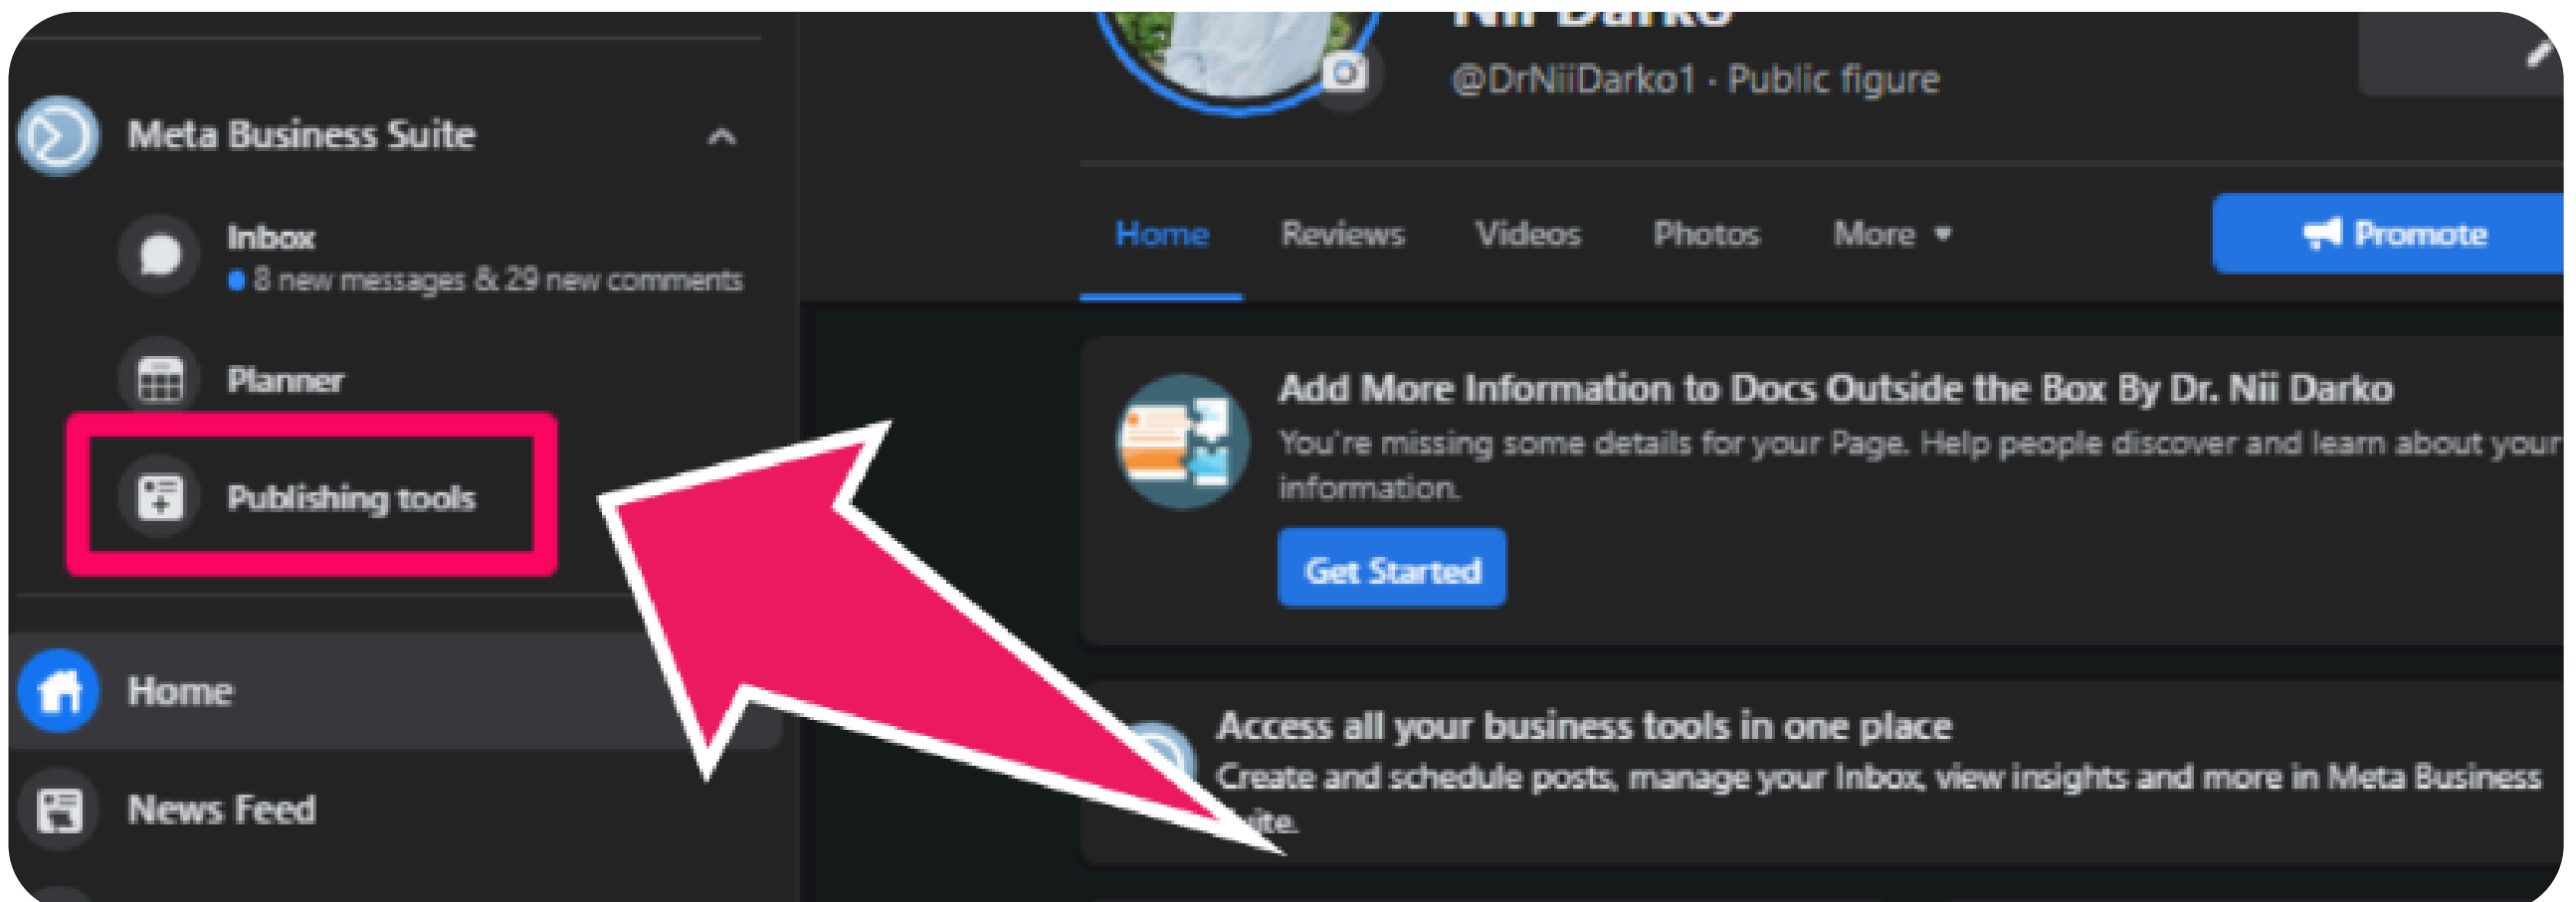 Meta Business Suite
Inbox
8 new messages & 29 new comments
Planner
Publishing tools
Home
News Feed
Nii Darko
@DrNiiDarko1 · Public figure
Home Reviews Videos Photos More
Promote
Add More Information to Docs Outside the Box By Dr. Nii Darko
You're missing some details for your Page. Help people discover and learn about your
information.
Get Started
Access all your business tools in one place
Create and schedule posts, manage your Inbox, view insights and more in Meta Business
uite.